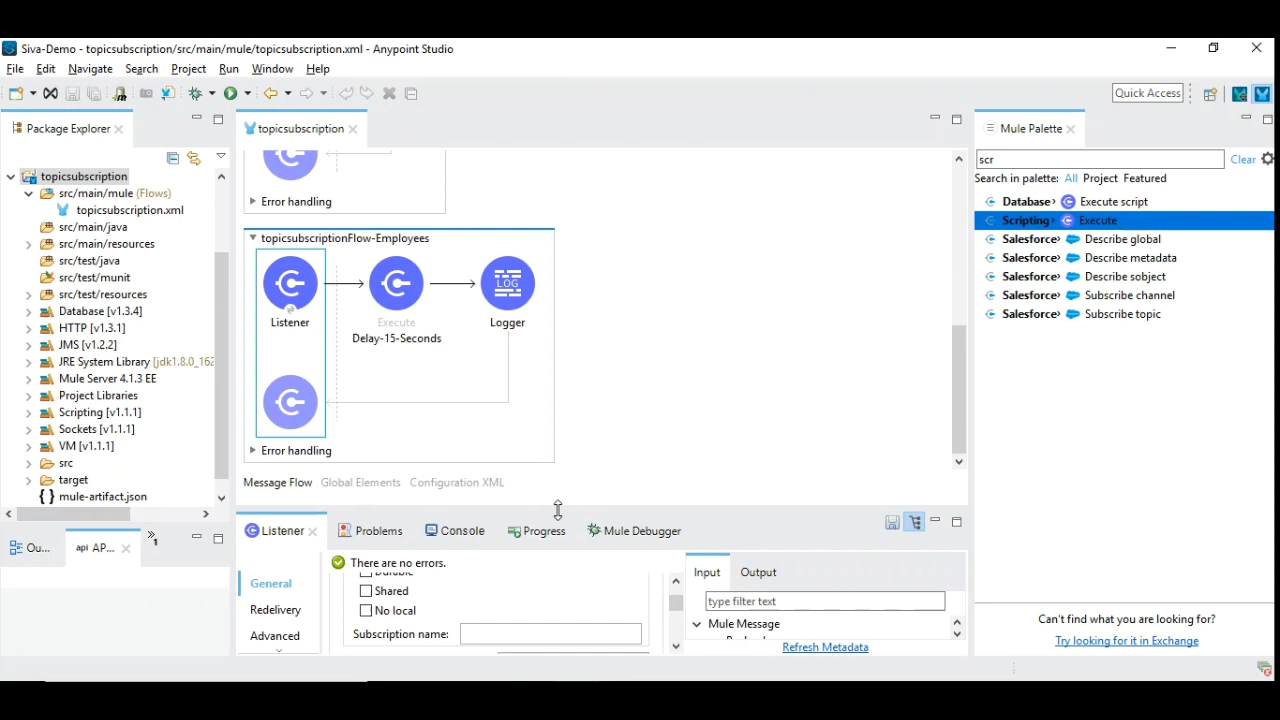 Siva-Demo - topicsubscription/src/main/mule/topicsubscription.xml - Anypoint Studio
File Edit Navigate Search Project Run Window Help
Quick Access
Package Explorer
topicsubscription
src/main/mule (Flows)
topicsubscription.xml
src/main/java
src/main/resources
src/test/java
src/test/munit
src/test/resources
Database [v1.3.4]
HTTP [v1.3.1]
JMS [v1.2.2]
JRE System Library [jdk1.8.0_162
Mule Server 4.1.3 EE
Project Libraries
Scripting [v1.1.1]
Sockets [v1.1.1]
VM [v1.1.1]
src
target
mule-artifact.json
Ou...
api AP...
1
topicsubscription
Error handling
topicsubscriptionFlow-Employees
Listener
Execute
Delay-15-Seconds
LOG
Logger
Error handling
Message Flow Global Elements Configuration XML
Listener Problems Console Progress Mule Debugger
There are no errors.
General
Redelivery
Advanced
Durable
Shared
No local
Subscription name:
Input Output
type filter text
Mule Message
Refresh Metadata
Mule Palette
scr
Clear
Search in palette: All Project Featured
Database> Execute script
Scripting> Execute
Salesforce> Describe global
Salesforce> Describe metadata
Salesforce> Describe sobject
Salesforce> Subscribe channel
Salesforce> Subscribe topic
Can't find what you are looking for?
Try looking for it in Exchange